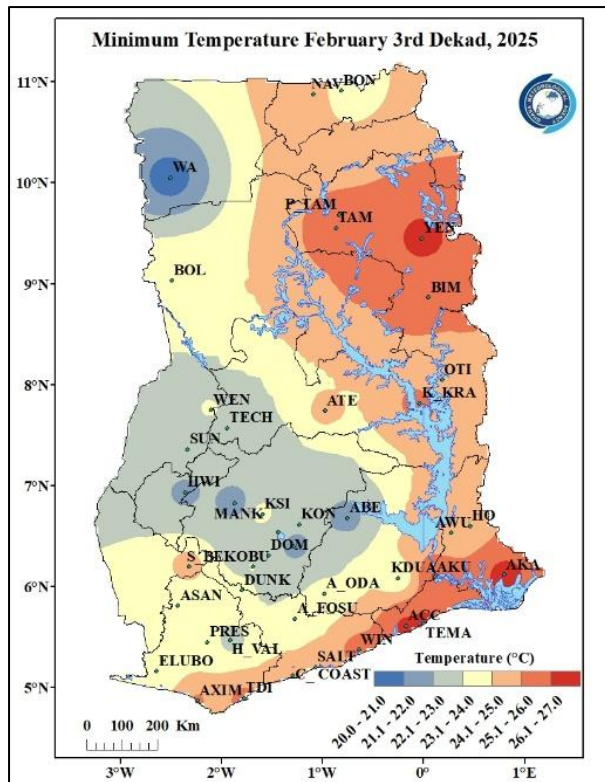 Minimum Temperature February 3rd Dekad, 2025
11°N
NAV
BON
10°N
WA
P_TAM
TAM
YEN
9°N
BOL
BIM
OTI
8°N
WEN
ATE
K_KRA
TECH
SUN
7°N
HWI
MANK
KSI
KON
ABE
HO
AWU
DOM
S_BEKOBU
6°N
DUNK
A_ODA
KDUAAKU
AKA
ASAN
A_FOSU
ACC
TEMA
PRES
H_VAL
WIN
ELUBO
SALT
C_COAST
Temperature (°C)
5°N
AXIM
TDI
20.0 - 21.0
21.1 - 22.0
22.1 - 23.0
23.1 - 24.0
24.1 - 25.0
25.1 - 26.0
26.1 - 27.0
0 100 200 Km
3°W 2°W 1°W 0° 1°E